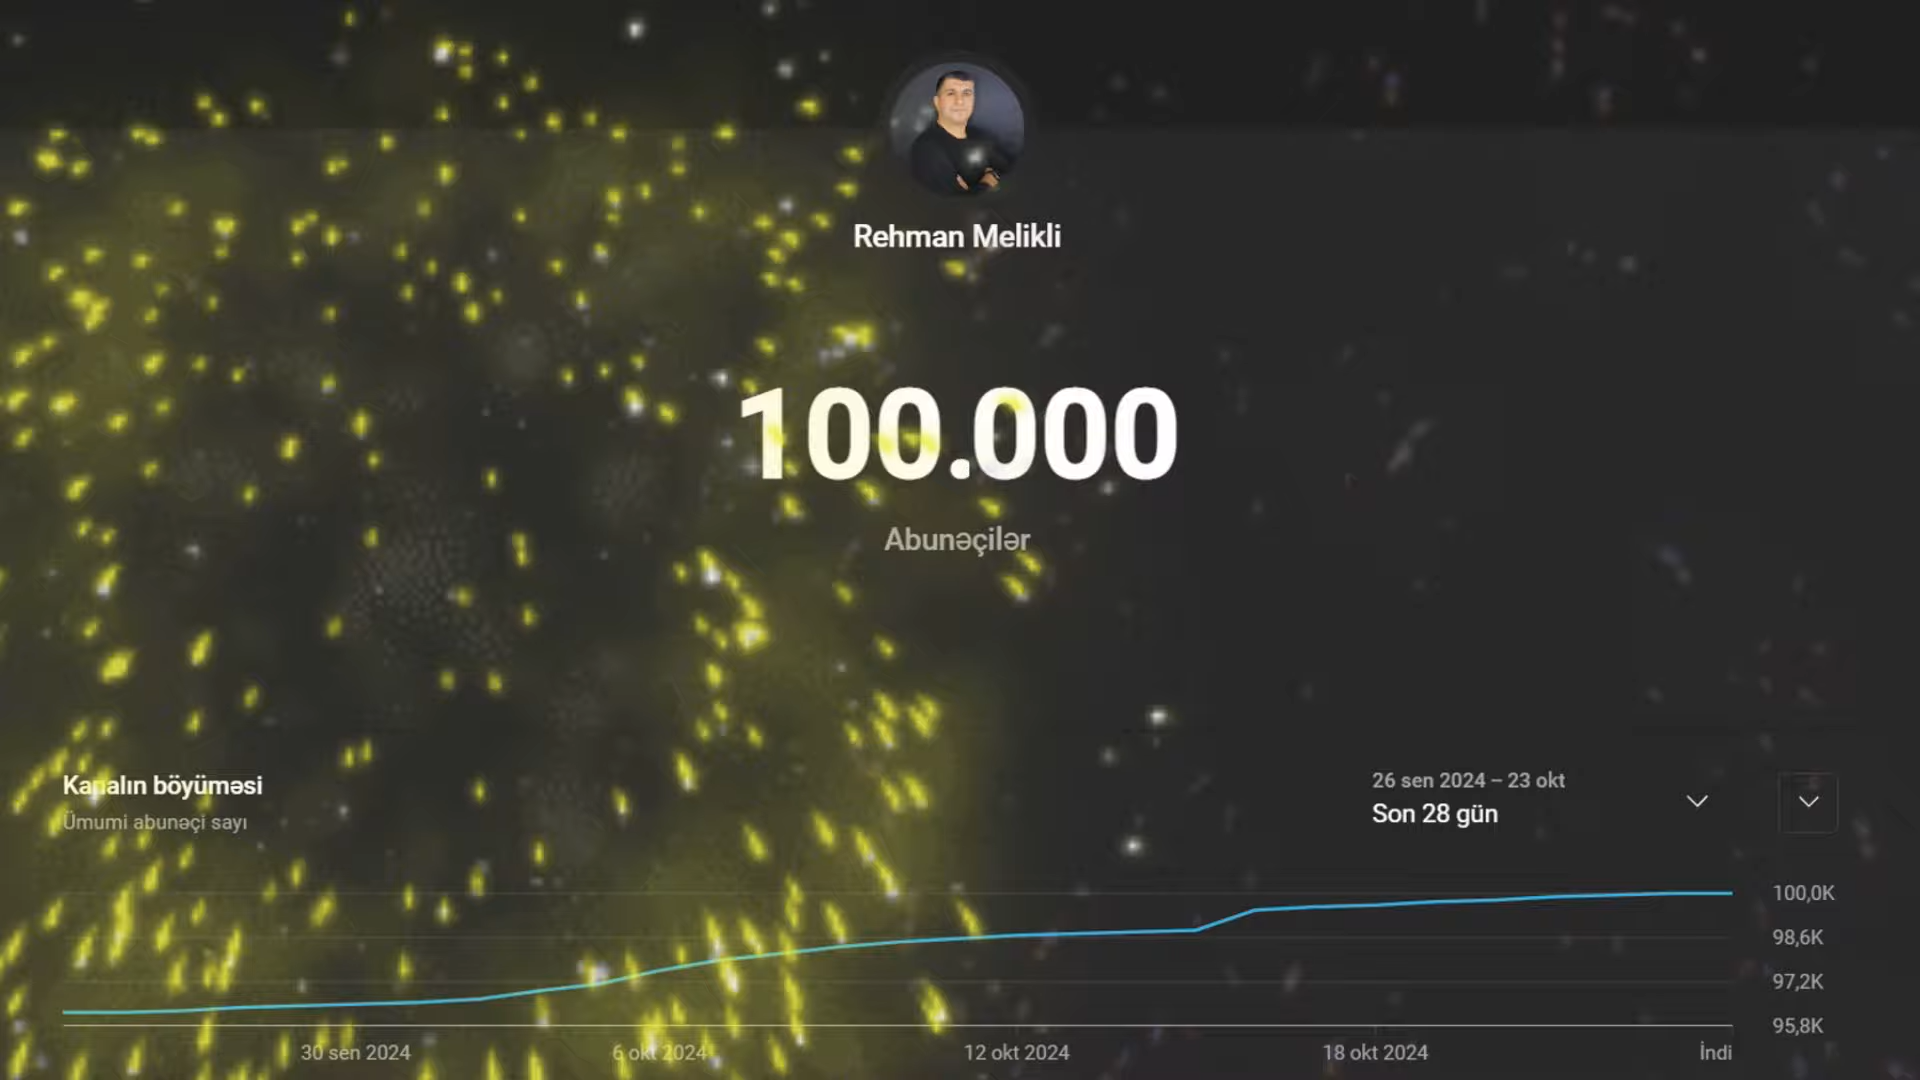 Rehman Melikli
100.000
Abunəçilər
Kanalın böyüməsi
Ümumi abunəçi sayı
26 sen 2024 – 23 okt
Son 28 gün
100,0K
98,6K
97,2K
95,8K
30 sen 2024
6 okt 2024
12 okt 2024
18 okt 2024
İndi